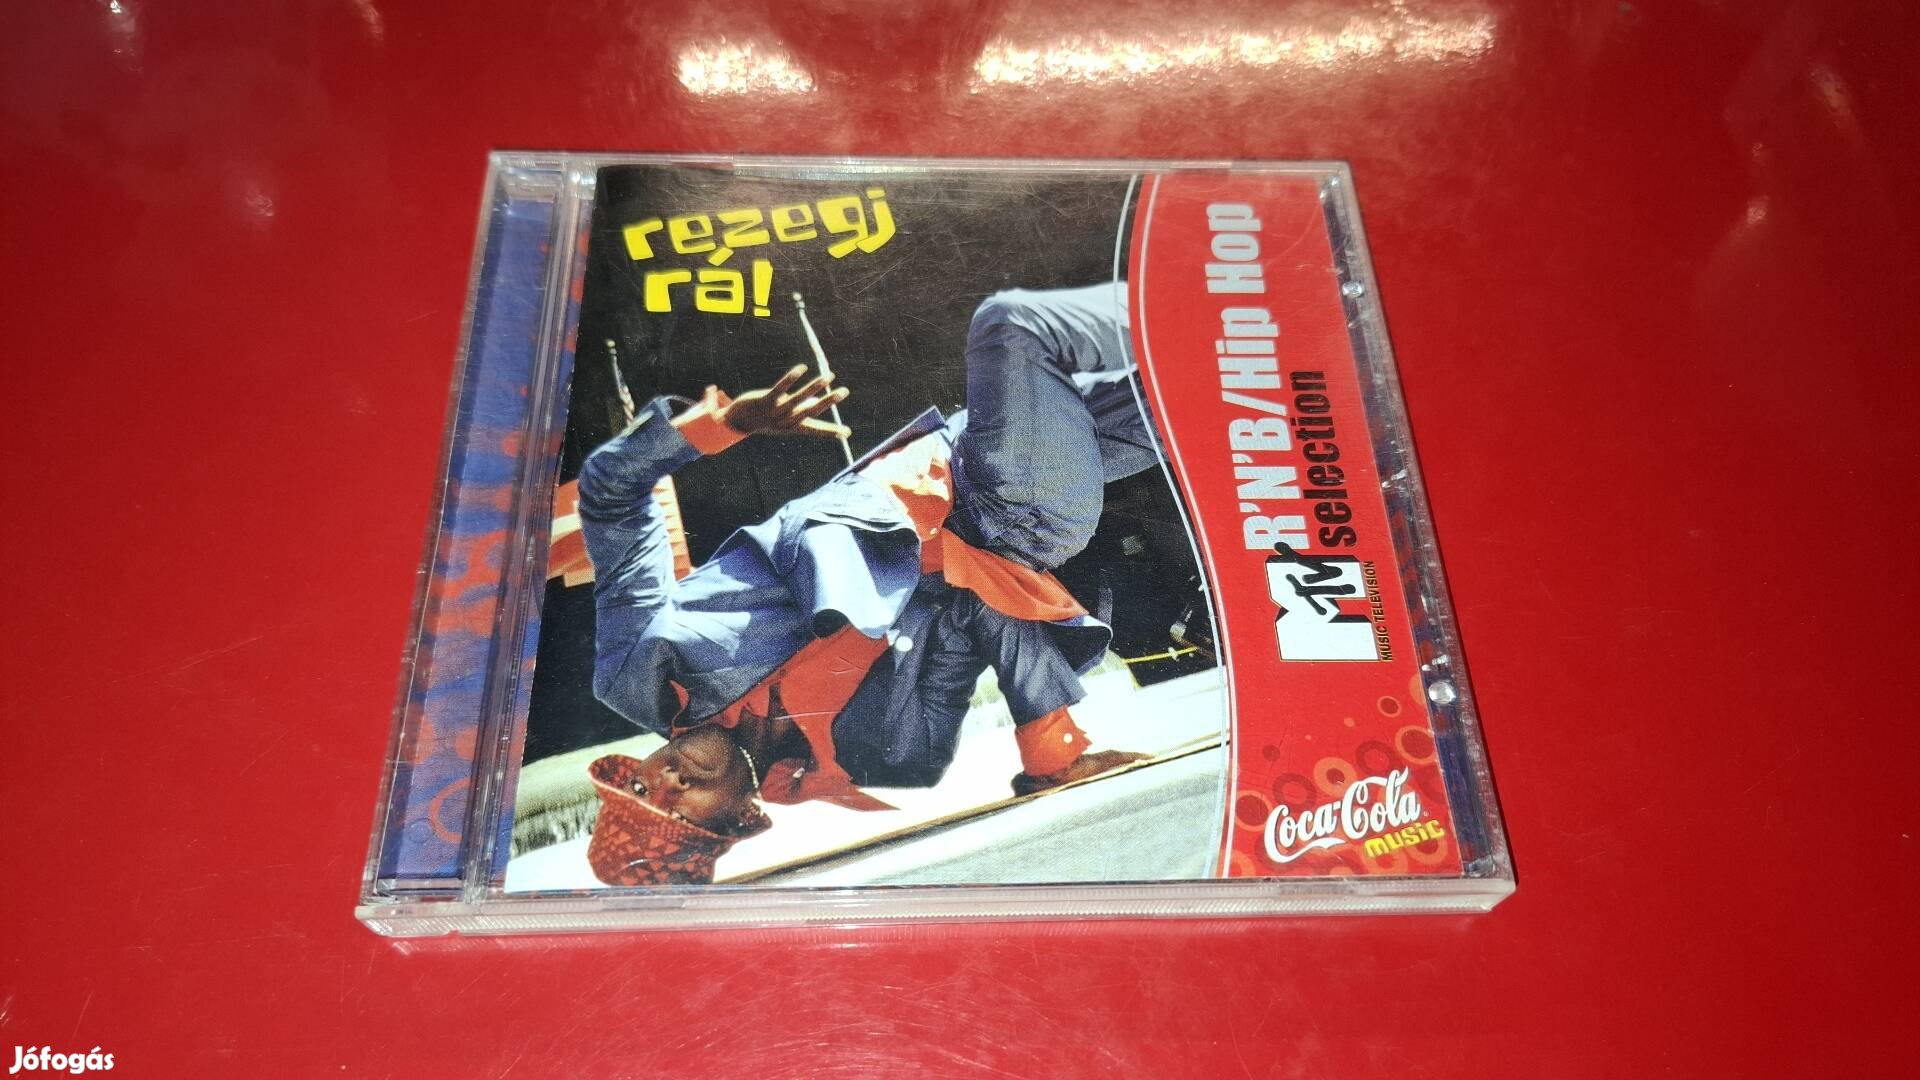 rezegj
rá!
R'N'B/Hip Hop
selection
MTV
MUSIC TELEVISION
Coca-Cola
music
Jófogás